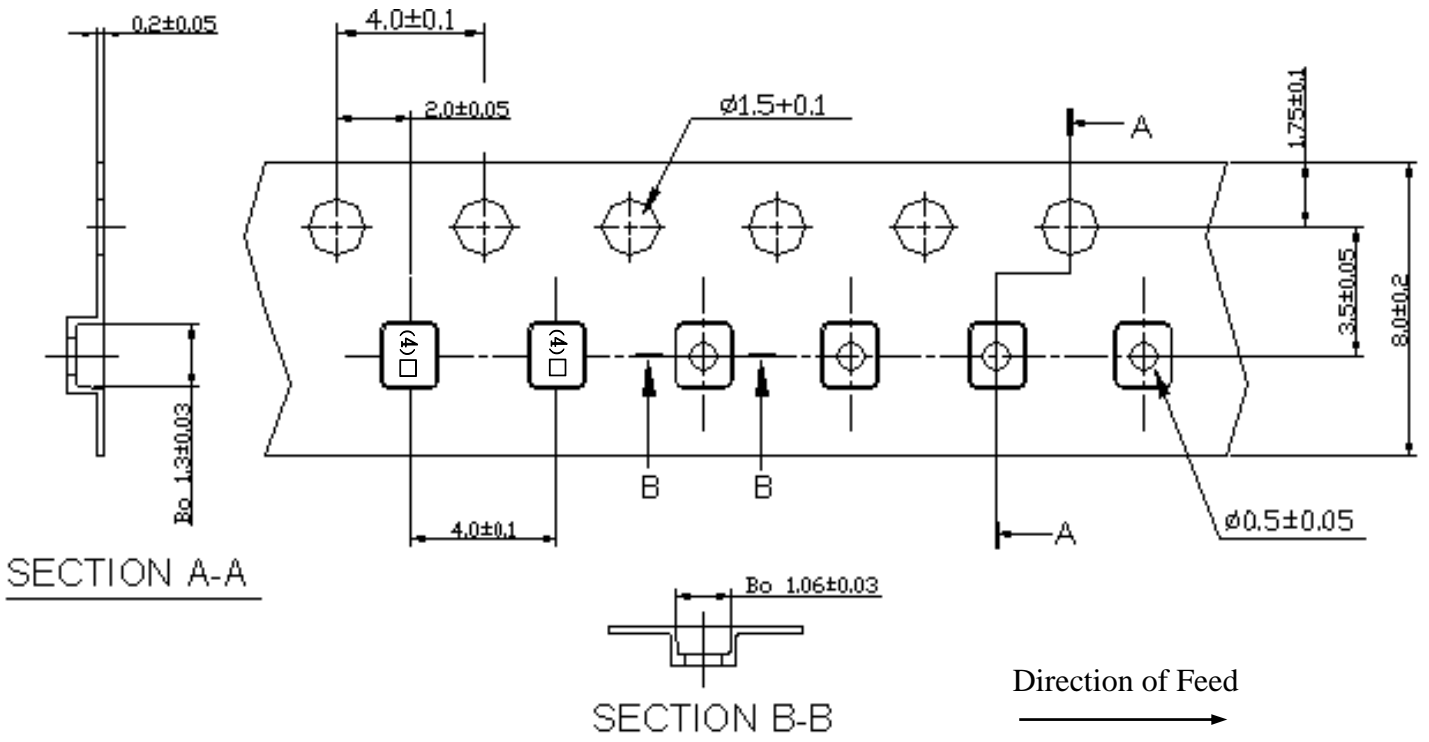 0.2±0.05
4.0±0.1
2.0±0.05
ø1.5+0.1
A
1.75±0.1
3.5±0.05
8.0±0.2
(4)□
(4)□
Bo 1.3±0.03
B
B
4.0±0.1
A
ø0.5±0.05
SECTION A-A
Bo 1.06±0.03
SECTION B-B
Direction of Feed